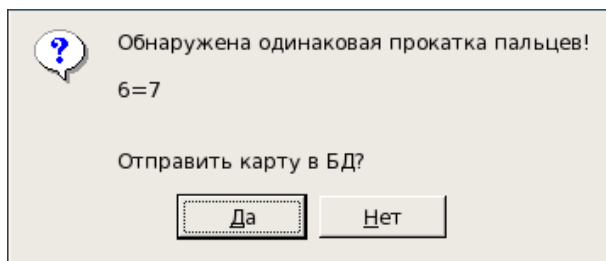 Обнаружена одинаковая прокатка пальцев!
6=7
Отправить карту в БД?
Да
Нет